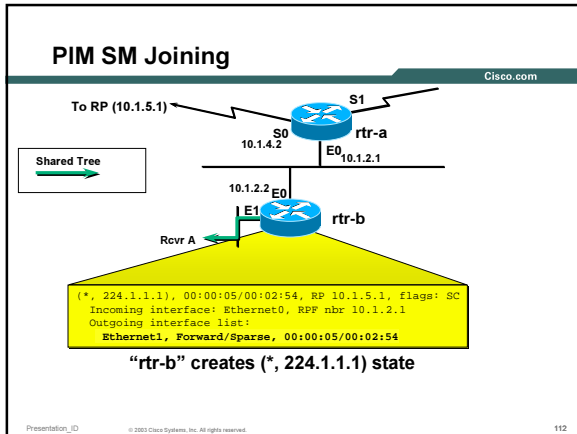 PIM SM Joining
Cisco.com
To RP (10.1.5.1)
S1
S0
rtr-a
10.1.4.2
E0
10.1.2.1
Shared Tree
10.1.2.2
E0
E1
rtr-b
Rcvr A
(*, 224.1.1.1), 00:00:05/00:02:54, RP 10.1.5.1, flags: SC
Incoming interface: Ethernet0, RPF nbr 10.1.2.1
Outgoing interface list:
Ethernet1, Forward/Sparse, 00:00:05/00:02:54
“rtr-b” creates (*, 224.1.1.1) state
Presentation_ID
© 2003 Cisco Systems, Inc. All rights reserved.
112